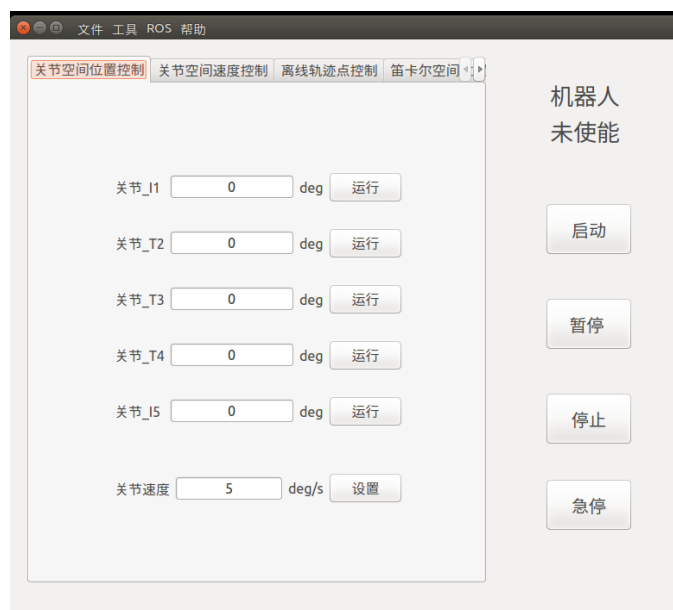 文件 工具 ROS 帮助
关节空间位置控制 关节空间速度控制 离线轨迹点控制 笛卡尔空间
机器人
未使能
关节_I1 0 deg 运行
启动
关节_T2 0 deg 运行
关节_T3 0 deg 运行
暂停
关节_T4 0 deg 运行
关节_I5 0 deg 运行
停止
关节速度 5 deg/s 设置
急停